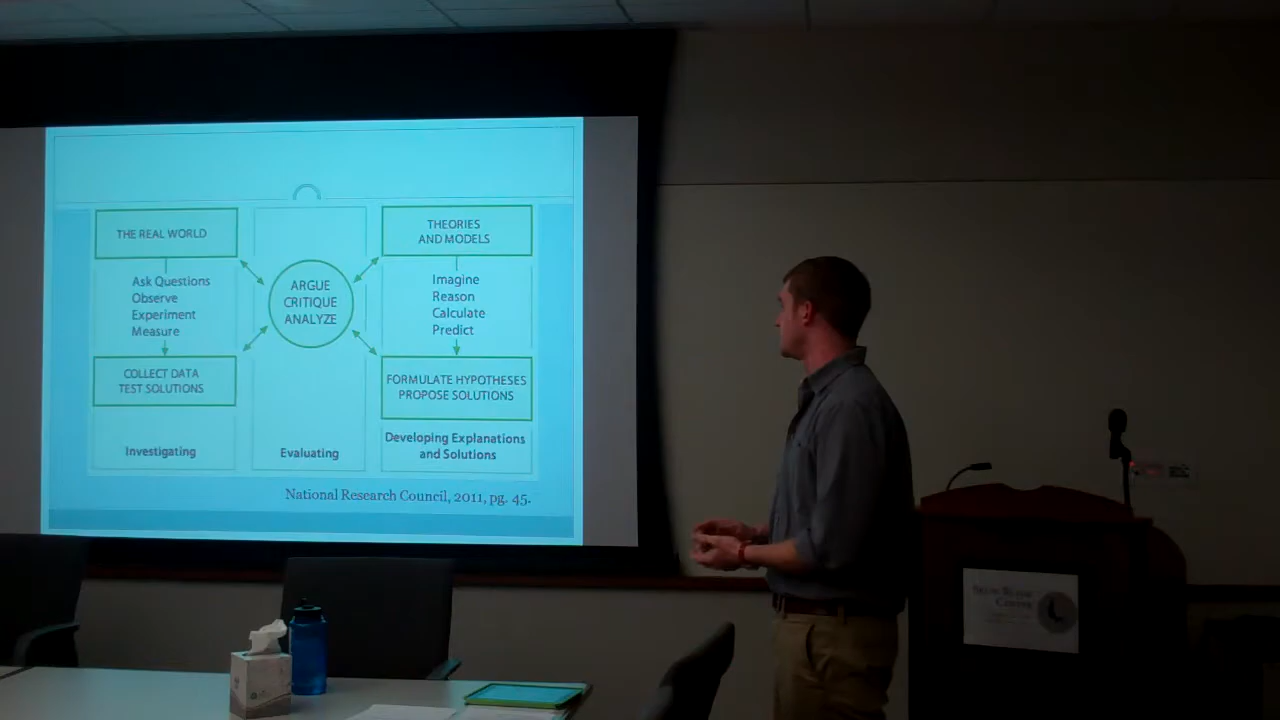 THE REAL WORLD
Ask Questions
Observe
Experiment
Measure
COLLECT DATA
TEST SOLUTIONS
Investigating
ARGUE
CRITIQUE
ANALYZE
Evaluating
THEORIES
AND MODELS
Imagine
Reason
Calculate
Predict
FORMULATE HYPOTHESES
PROPOSE SOLUTIONS
Developing Explanations
and Solutions
National Research Council, 2011, pg. 45.
Center